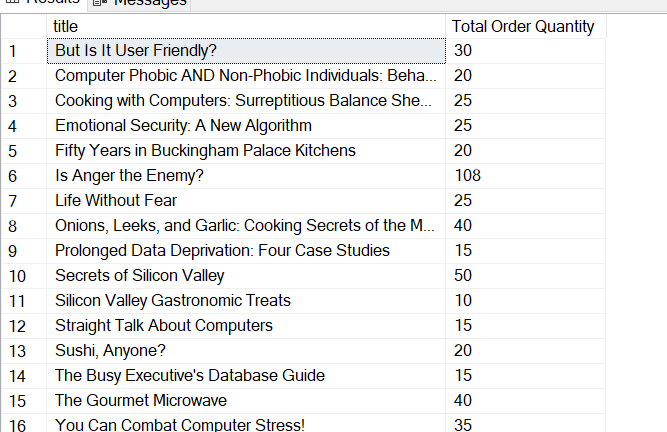 Results Messages
title Total Order Quantity
1 But Is It User Friendly? 30
2 Computer Phobic AND Non-Phobic Individuals: Beha... 20
3 Cooking with Computers: Surreptitious Balance She... 25
4 Emotional Security: A New Algorithm 25
5 Fifty Years in Buckingham Palace Kitchens 20
6 Is Anger the Enemy? 108
7 Life Without Fear 25
8 Onions, Leeks, and Garlic: Cooking Secrets of the M... 40
9 Prolonged Data Deprivation: Four Case Studies 15
10 Secrets of Silicon Valley 50
11 Silicon Valley Gastronomic Treats 10
12 Straight Talk About Computers 15
13 Sushi, Anyone? 20
14 The Busy Executive's Database Guide 15
15 The Gourmet Microwave 40
16 You Can Combat Computer Stress! 35